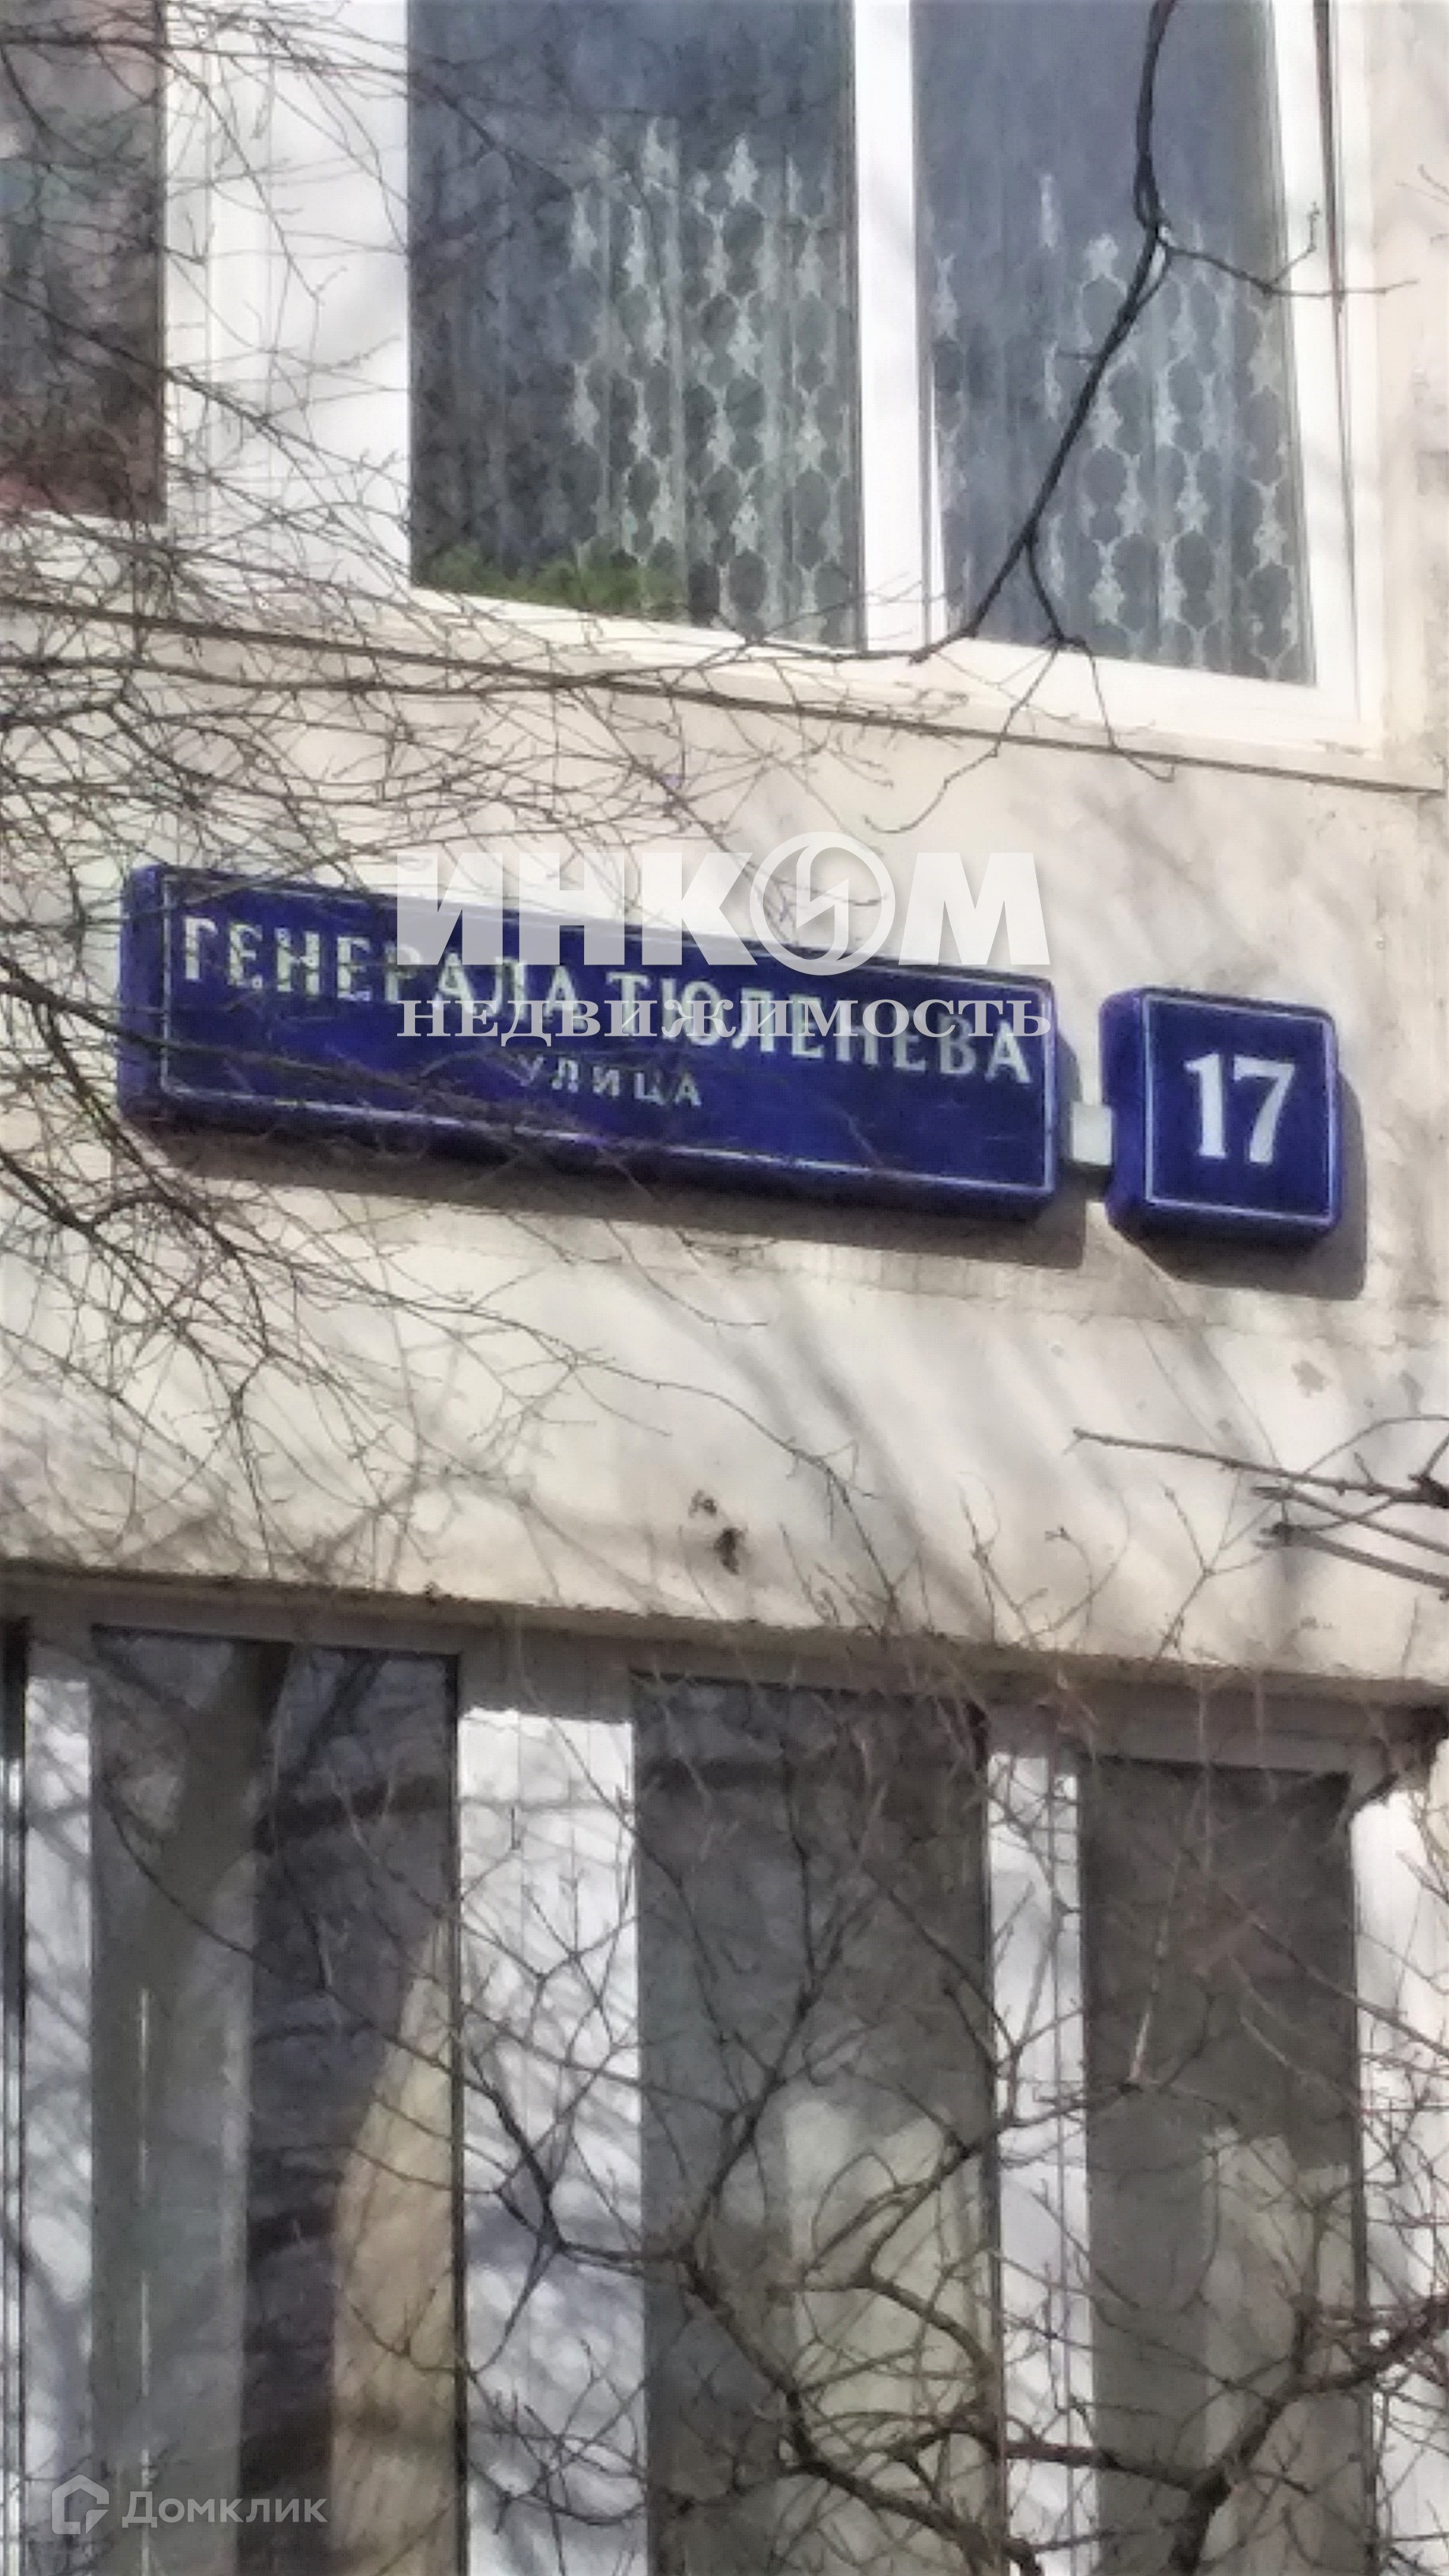 ИНКОМ
ГЕНЕРАЛА ТЮЛЕНЕВА
НЕДВИЖИМОСТЬ
УЛИЦА
17
Домклик